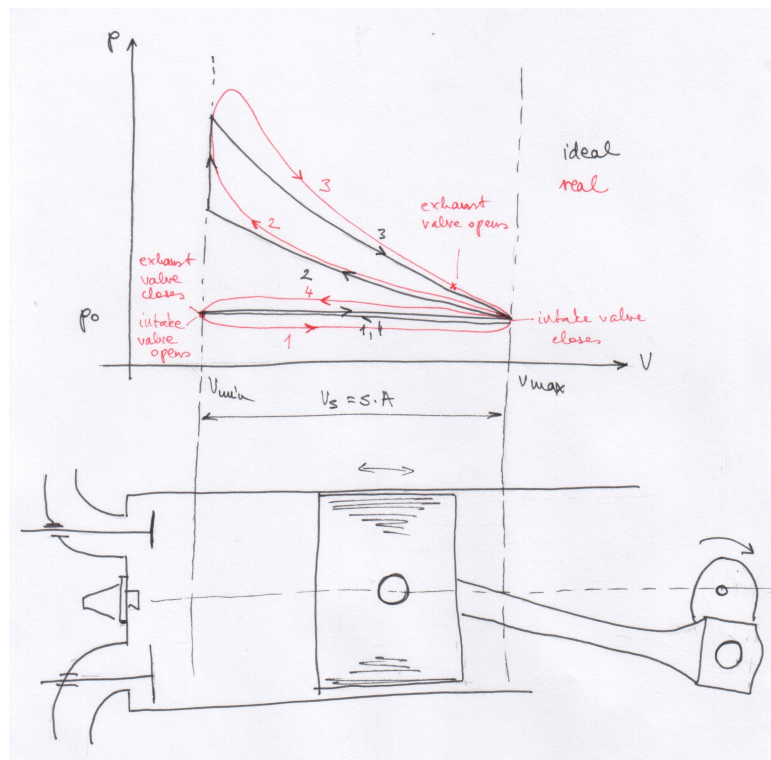 p
ideal
real
3
exhaust
valve opens
3
2
exhaust
valve
closes
2
4
p₀
intake
valve
opens
1,4
intake valve
closes
1
V
Vmin
Vs = s·A
Vmax